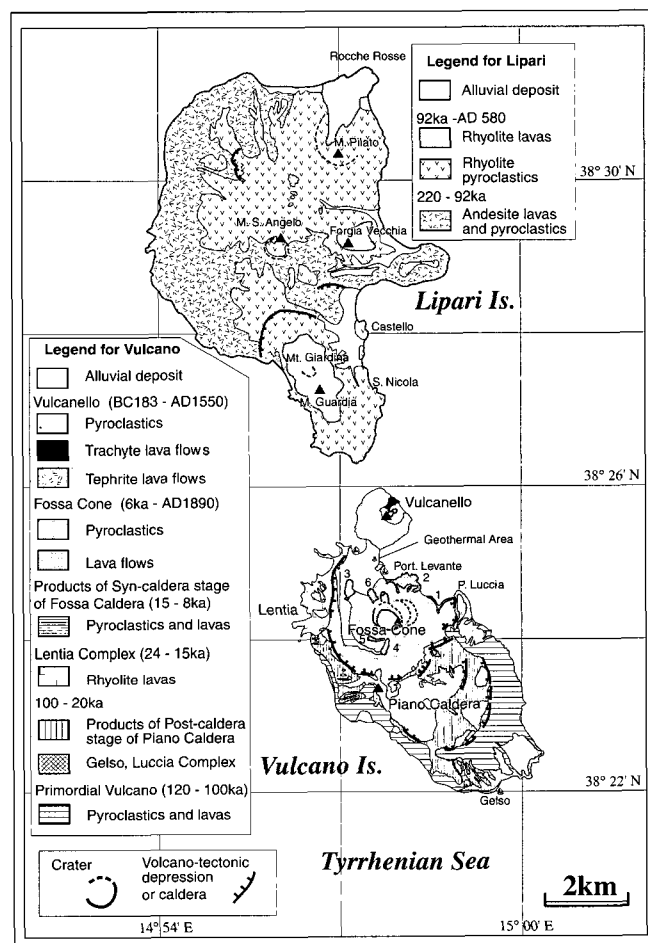 Rocche Rosse
Legend for Lipari
Alluvial deposit
92ka -AD 580
Rhyolite lavas
Rhyolite
pyroclastics
220 - 92ka
Andesite lavas
and pyroclastics
38° 30' N
M. Pilato
M. S. Angelo
Forgia Vecchia
Lipari Is.
Castello
Mt. Giardina
S. Nicola
M. Guardia
Legend for Vulcano
Alluvial deposit
Vulcanello (BC183 - AD1550)
Pyroclastics
Trachyte lava flows
Tephrite lava flows
Fossa Cone (6ka - AD1890)
Pyroclastics
Lava flows
Products of Syn-caldera stage
of Fossa Caldera (15 - 8ka)
Pyroclastics and lavas
Lentia Complex (24 - 15ka)
Rhyolite lavas
100 - 20ka
Products of Post-caldera
stage of Piano Caldera
Gelso, Luccia Complex
Primordial Vulcano (120 - 100ka)
Pyroclastics and lavas
38° 26' N
Vulcanello
Geothermal Area
Port. Levante
P. Luccia
3
6
2
1
Lentia
Fossa Cone
5
4
Piano Caldera
Vulcano Is.
38° 22' N
Gelso
Tyrrhenian Sea
Crater
Volcano-tectonic
depression
or caldera
2km
14° 54' E
15° 00' E